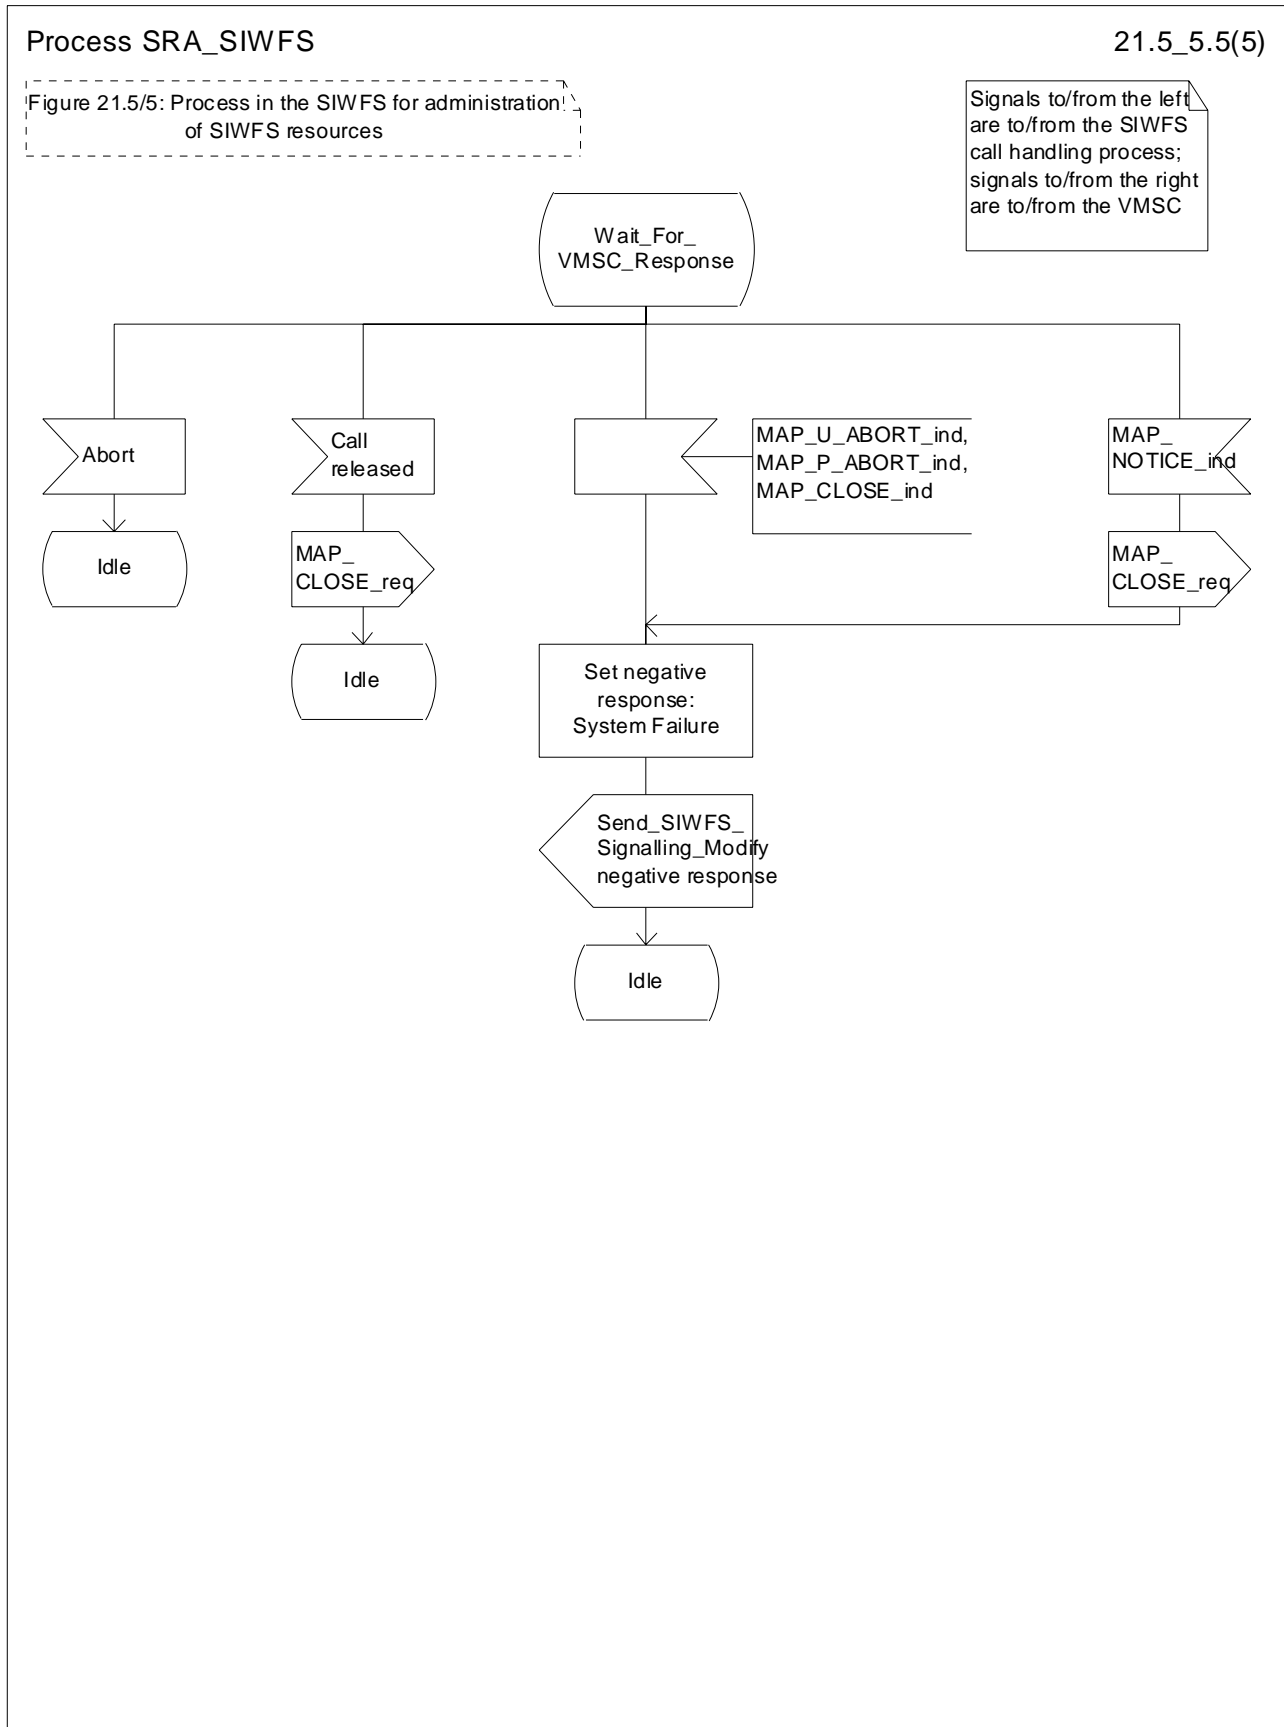 Process SRA_SIWFS
21.5_5.5(5)
Figure 21.5/5: Process in the SIWFS for administration
of SIWFS resources
Signals to/from the left
are to/from the SIWFS
call handling process;
signals to/from the right
are to/from the VMSC
Wait_For_
VMSC_Response
Abort
Call
released
MAP_U_ABORT_ind,
MAP_P_ABORT_ind,
MAP_CLOSE_ind
MAP_
NOTICE_ind
Idle
MAP_
CLOSE_req
MAP_
CLOSE_req
Idle
Set negative
response:
System Failure
Send_SIWFS_
Signalling_Modify
negative response
Idle